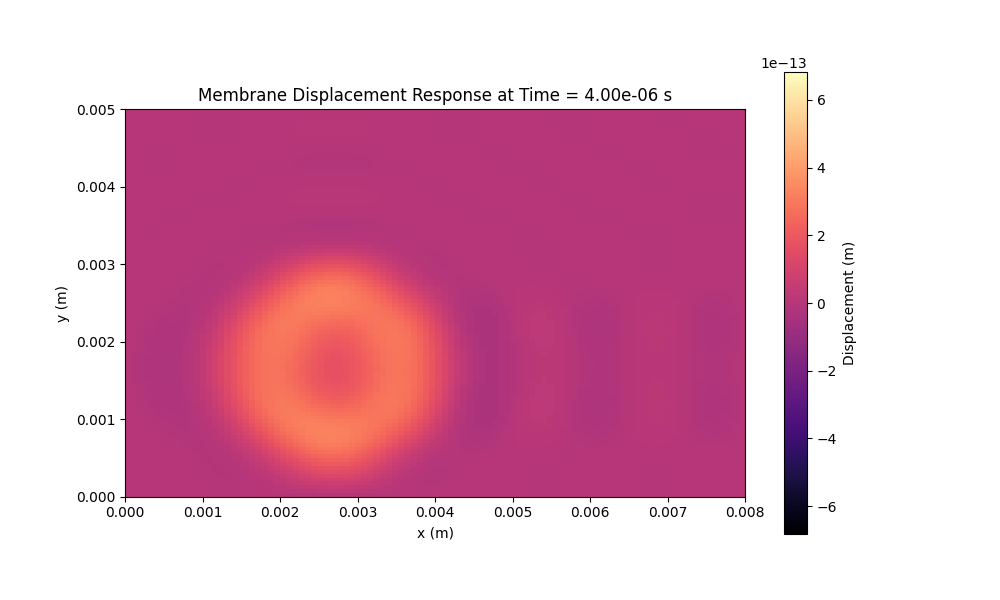 1e−13
Membrane Displacement Response at Time = 4.00e-06 s
0.005
0.004
0.003
0.002
0.001
0.000
y (m)
0.000 0.001 0.002 0.003 0.004 0.005 0.006 0.007 0.008
x (m)
6
4
2
0
−2
−4
−6
Displacement (m)